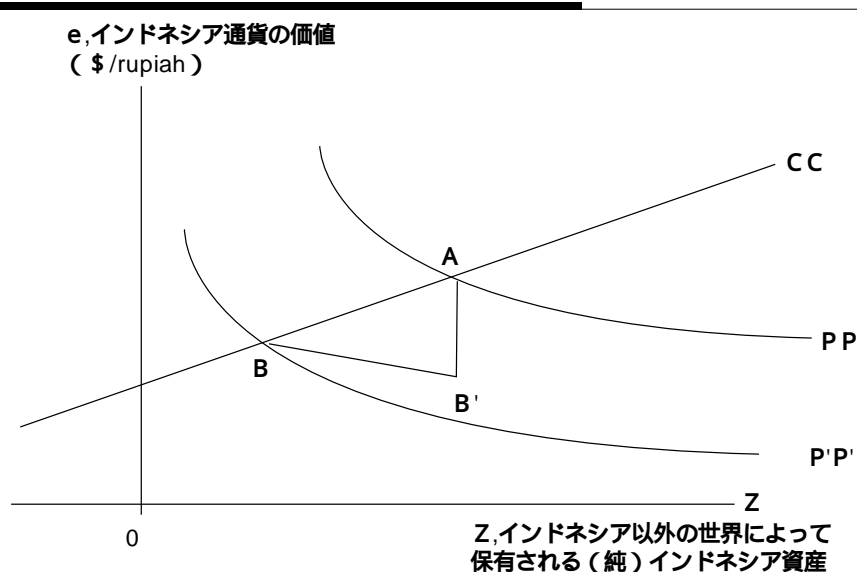 e,インドネシア通貨の価値
（＄/rupiah）
CC
A
PP
B
B'
P'P'
Z
0
Z,インドネシア以外の世界によって
保有される（純）インドネシア資産